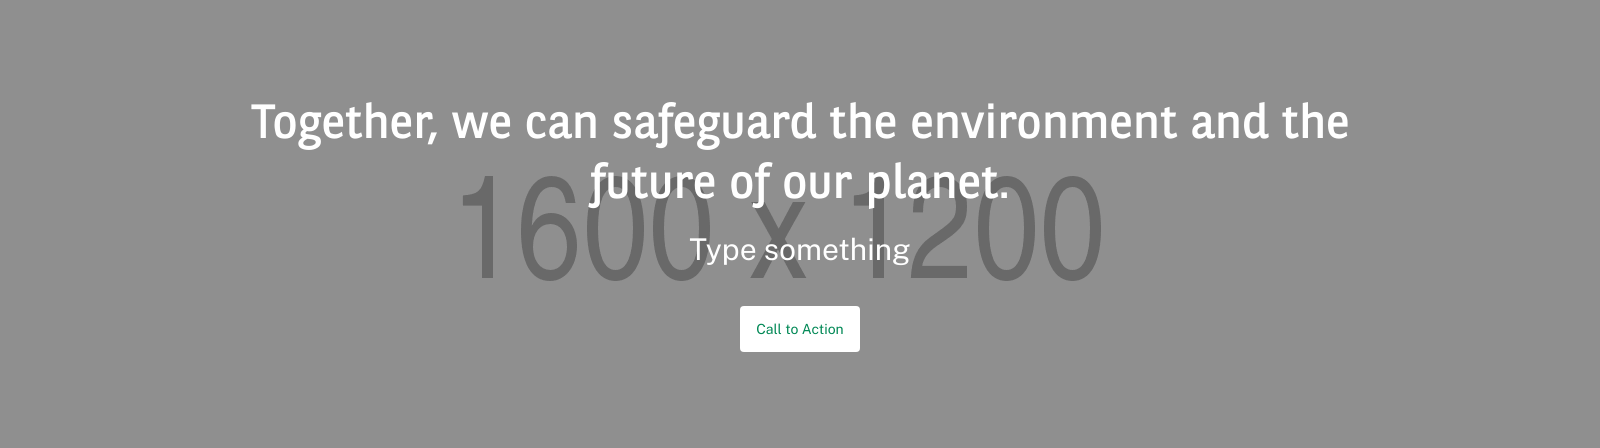 Together, we can safeguard the environment and the
future of our planet.
1600 x 1200
Type something
Call to Action